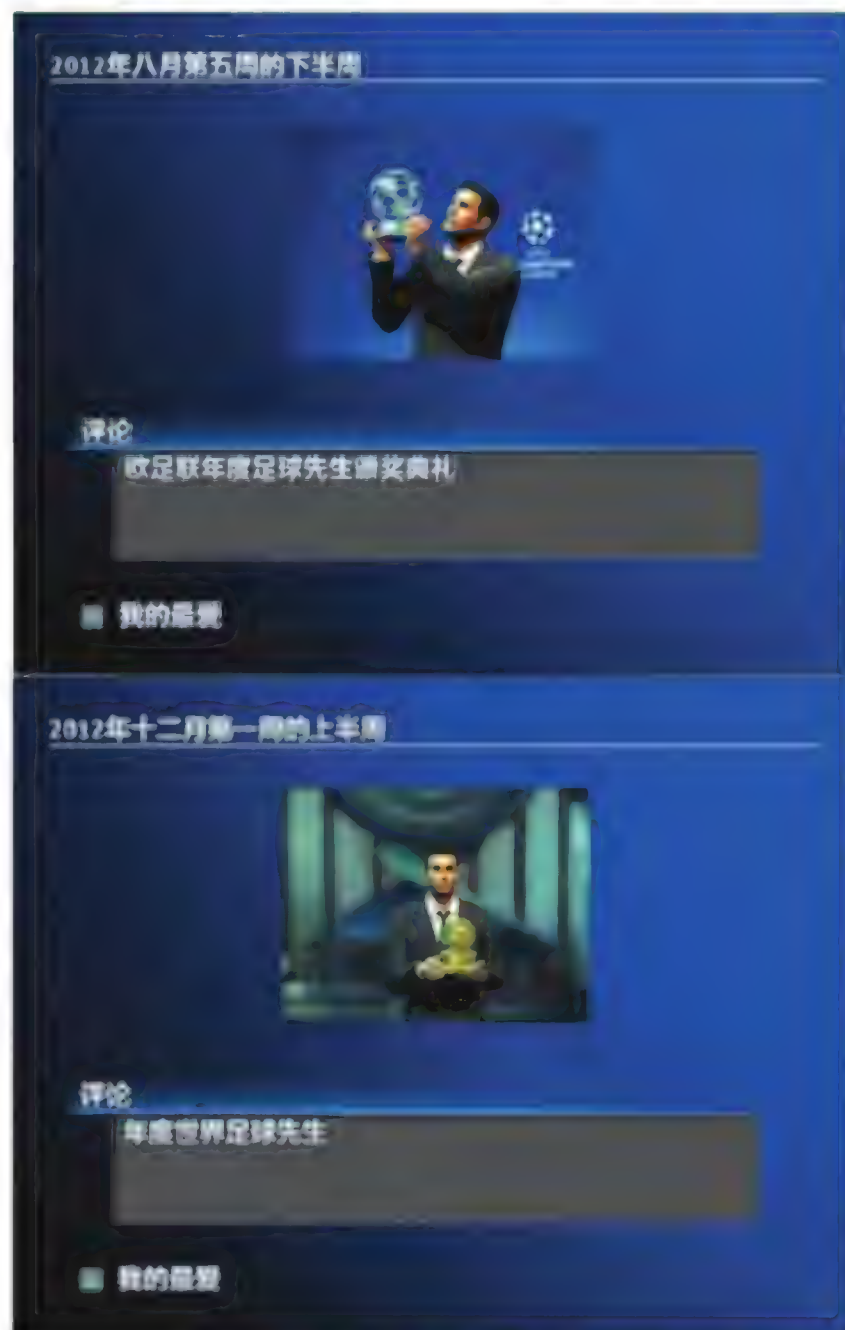 2012年八月第五周的下半周
评论
欧足联年度足球先生颁奖典礼
我的最爱
2012年十二月第一周的上半周
评论
年度世界足球先生
我的最爱